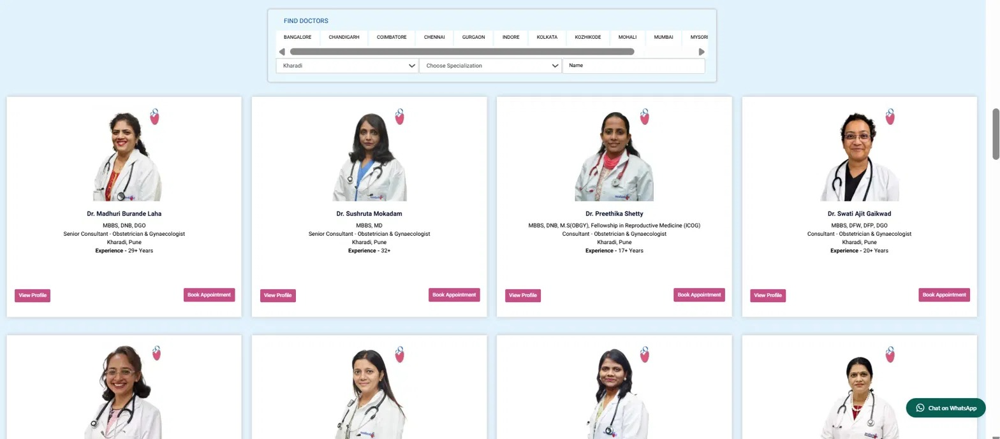 FIND DOCTORS
BANGALORE CHANDIGARH COIMBATORE CHENNAI GURGAON INDORE KOLKATA KOZHIKODE MOHALI MUMBAI MYSORI
Kharadi Choose Specialization Name
Dr. Madhuri Burande Laha
MBBS, DNB, DGO
Senior Consultant - Obstetrician & Gynaecologist
Kharadi, Pune
Experience - 29+ Years
View Profile Book Appointment
Dr. Sushruta Mokadam
MBBS, MD
Senior Consultant - Obstetrician & Gynaecologist
Kharadi, Pune
Experience - 32+
View Profile Book Appointment
Dr. Preethika Shetty
MBBS, DNB, M.S(OBGY), Fellowship in Reproductive Medicine (ICOG)
Consultant - Obstetrician & Gynaecologist
Kharadi, Pune
Experience - 17+ Years
View Profile Book Appointment
Dr. Swati Ajit Gaikwad
MBBS, DFW, DFP, DGO
Consultant - Obstetrician & Gynaecologist
Kharadi, Pune
Experience - 20+ Years
View Profile Book Appointment
Chat on WhatsApp